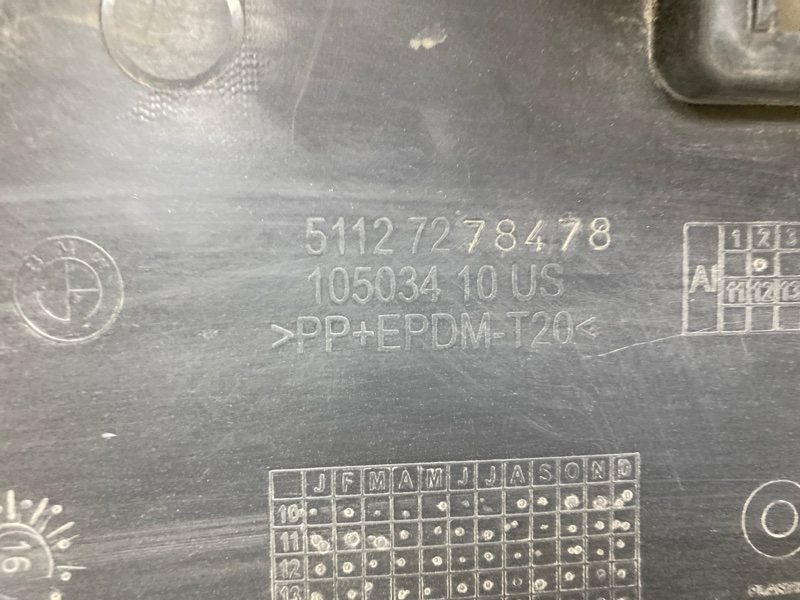 51127278478
105034 10 US
>PP+EPDM-T20<
BMW
1 2 3
AI
11 12 13
J F M A M J J A S O N D
10
11
12
13
16